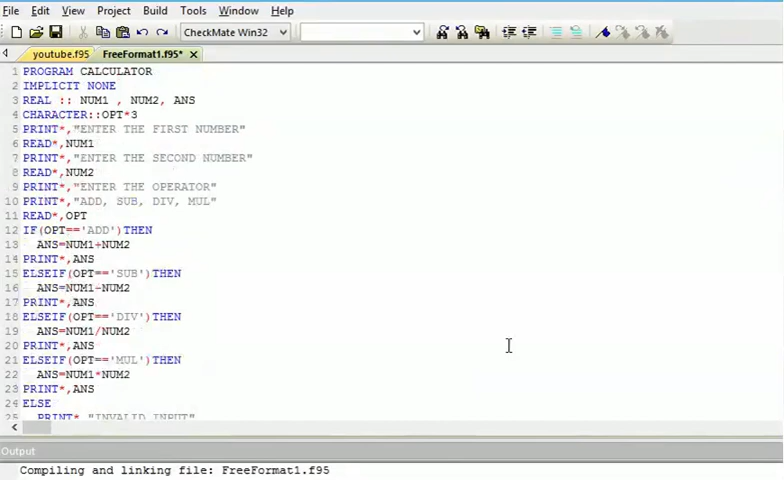 File Edit View Project Build Tools Window Help
CheckMate Win32
youtube.f95 FreeFormat1.f95*
1 PROGRAM CALCULATOR
2 IMPLICIT NONE
3 REAL :: NUM1 , NUM2, ANS
4 CHARACTER::OPT*3
5 PRINT*,"ENTER THE FIRST NUMBER"
6 READ*,NUM1
7 PRINT*,"ENTER THE SECOND NUMBER"
8 READ*,NUM2
9 PRINT*,"ENTER THE OPERATOR"
10 PRINT*,"ADD, SUB, DIV, MUL"
11 READ*,OPT
12 IF(OPT=='ADD')THEN
13 ANS=NUM1+NUM2
14 PRINT*,ANS
15 ELSEIF(OPT=='SUB')THEN
16 ANS=NUM1-NUM2
17 PRINT*,ANS
18 ELSEIF(OPT=='DIV')THEN
19 ANS=NUM1/NUM2
20 PRINT*,ANS
21 ELSEIF(OPT=='MUL')THEN
22 ANS=NUM1*NUM2
23 PRINT*,ANS
24 ELSE
25 PRINT*,"INVALID INPUT"
Output
Compiling and linking file: FreeFormat1.f95